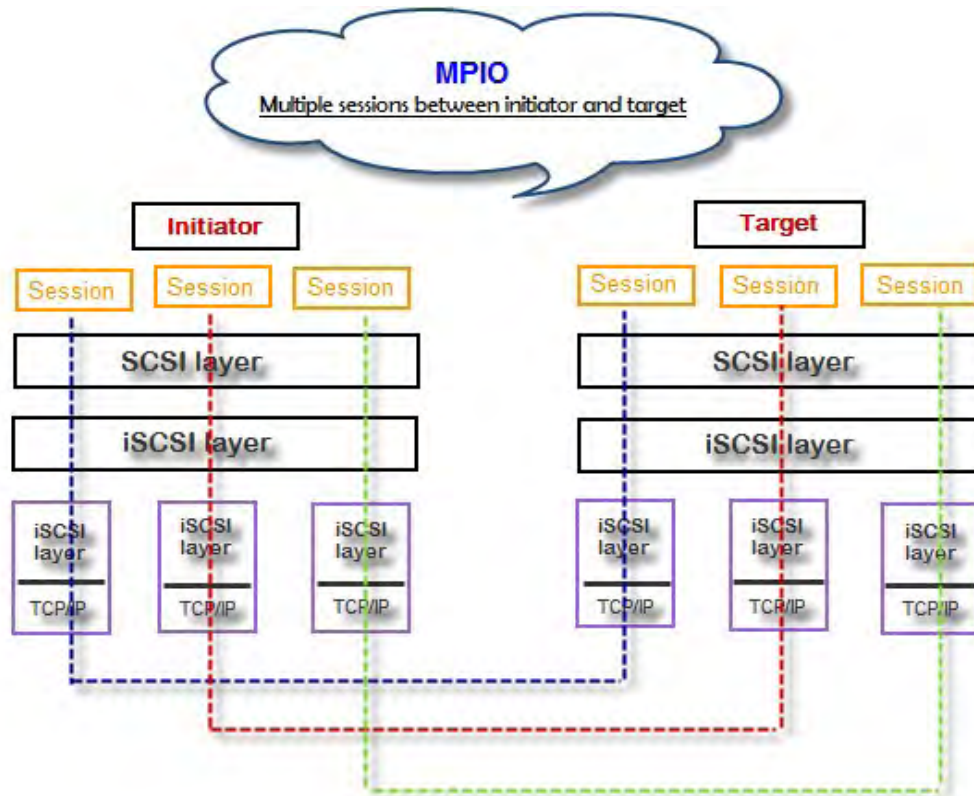 MPIO
Multiple sessions between initiator and target
Initiator
Target
Session
Session
Session
Session
Session
Session
SCSI layer
SCSI layer
iSCSI layer
iSCSI layer
iSCSI
layer
TCP/IP
iSCSI
layer
TCP/IP
iSCSI
layer
TCP/IP
iSCSI
layer
TCP/IP
iSCSI
layer
TCP/IP
iSCSI
layer
TCP/IP